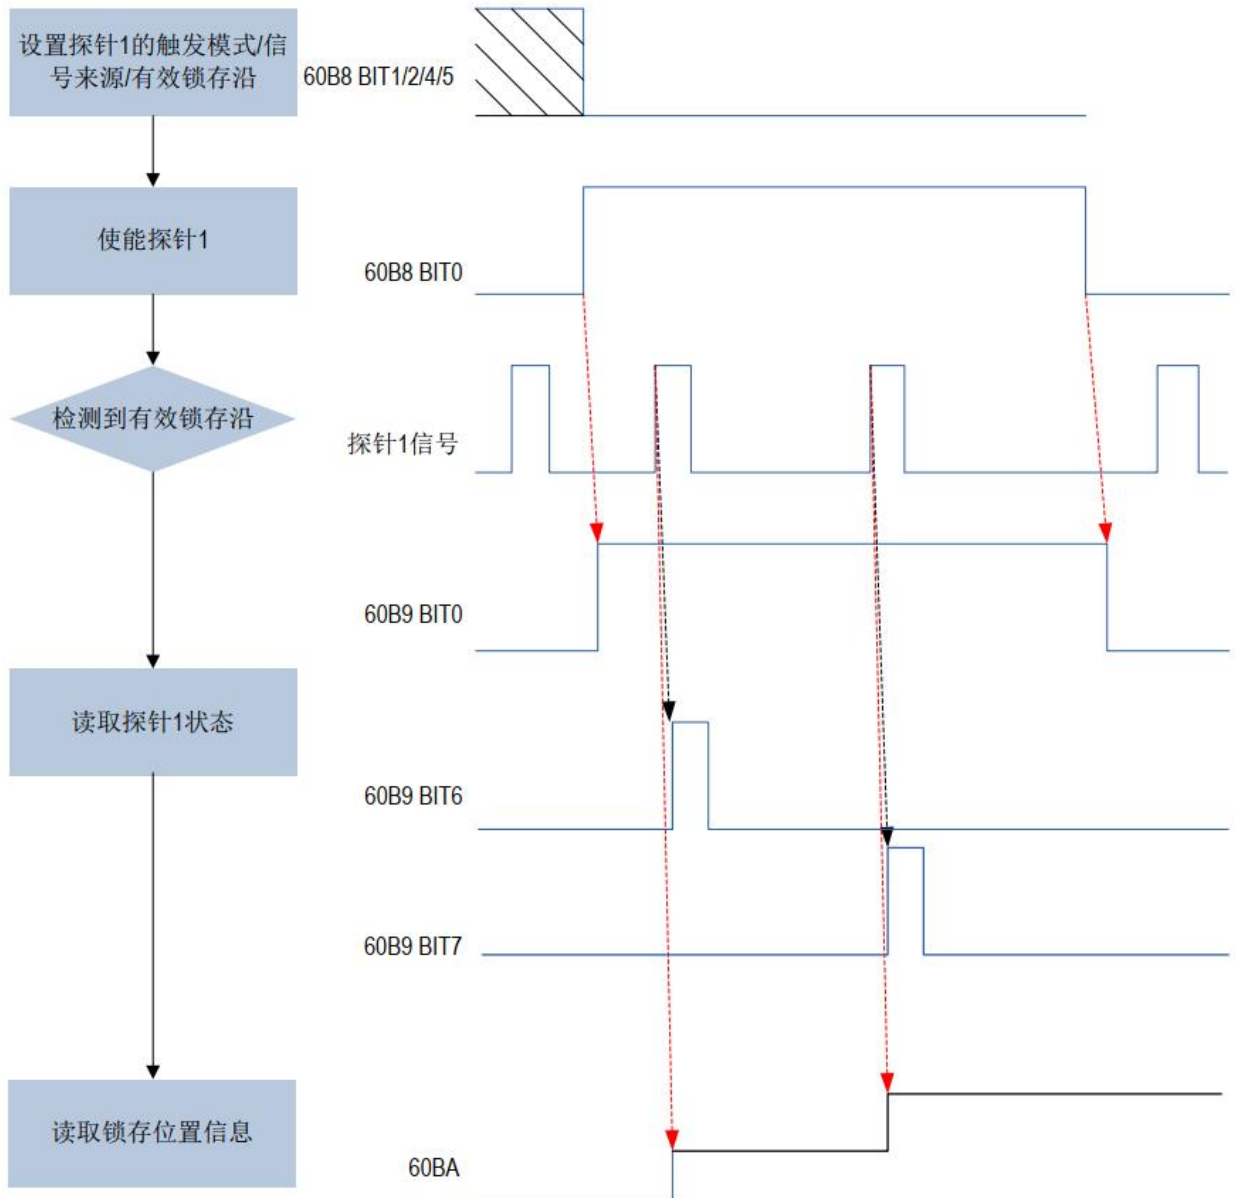 设置探针1的触发模式/信
号来源/有效锁存沿
60B8 BIT1/2/4/5
使能探针1
60B8 BIT0
检测到有效锁存沿
探针1信号
60B9 BIT0
读取探针1状态
60B9 BIT6
60B9 BIT7
读取锁存位置信息
60BA